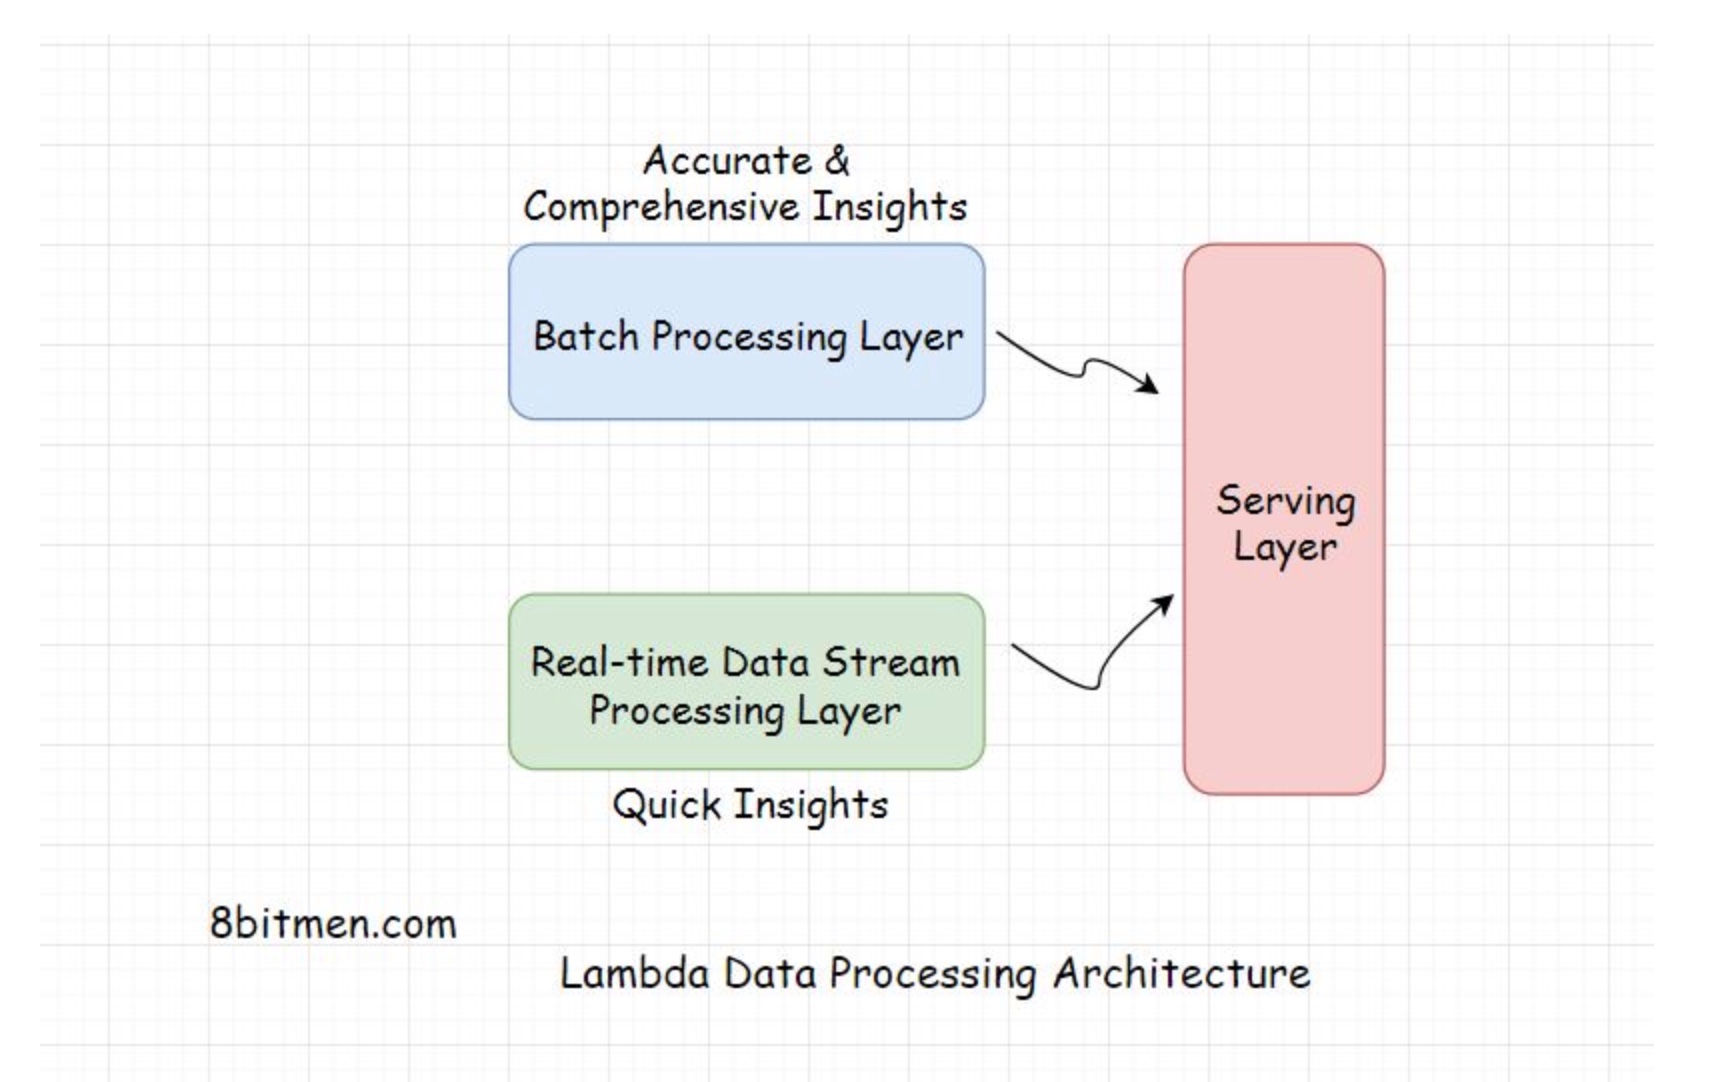 Accurate &
Comprehensive Insights
Batch Processing Layer
Serving
Layer
Real-time Data Stream
Processing Layer
Quick Insights
8bitmen.com
Lambda Data Processing Architecture